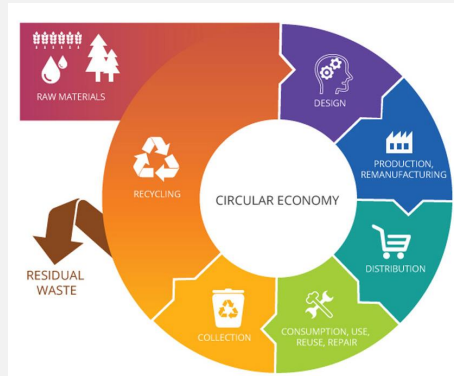 RAW MATERIALS
DESIGN
PRODUCTION,
REMANUFACTURING
RECYCLING
CIRCULAR ECONOMY
DISTRIBUTION
RESIDUAL
WASTE
COLLECTION
CONSUMPTION, USE,
REUSE, REPAIR